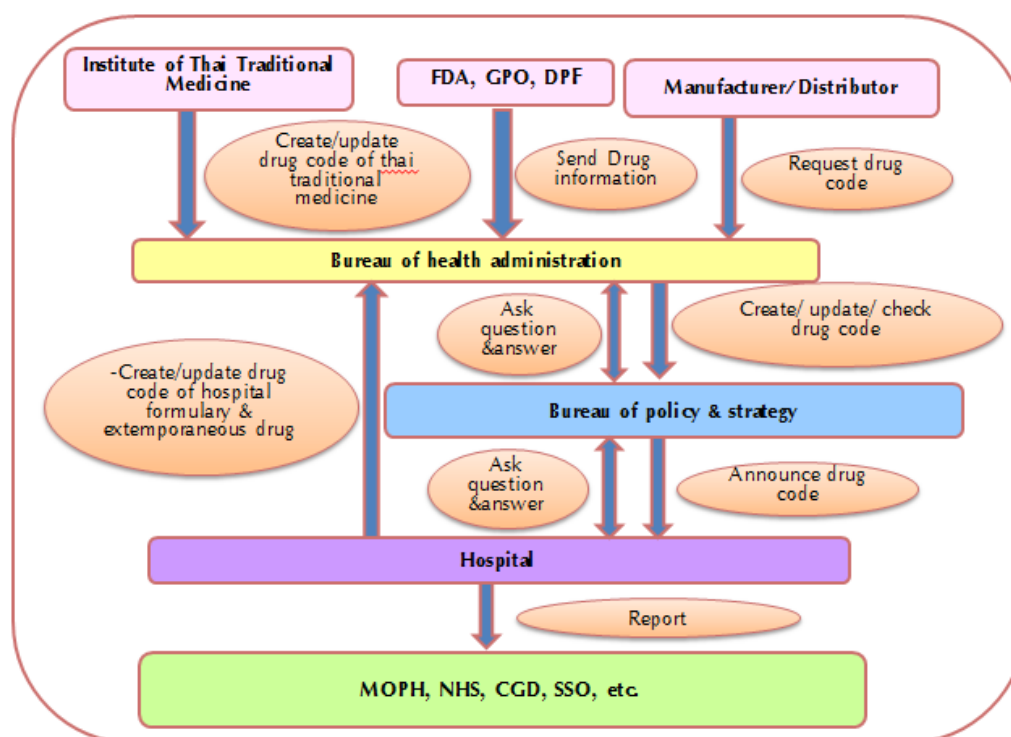 Institute of Thai Traditional
Medicine
FDA, GPO, DPF
Manufacturer/Distributor
Create/update
drug code of thai
traditional
medicine
Send Drug
information
Request drug
code
Bureau of health administration
Ask
question
&answer
Create/ update/ check
drug code
-Create/update drug
code of hospital
formulary &
extemporaneous drug
Bureau of policy & strategy
Ask
question
&answer
Announce drug
code
Hospital
Report
MOPH, NHS, CGD, SSO, etc.